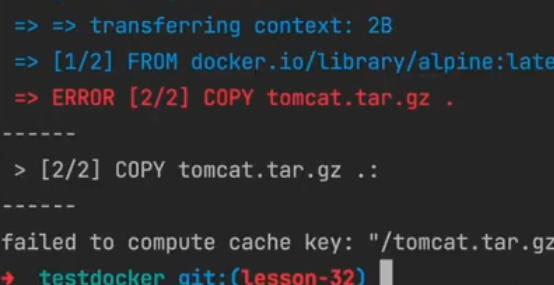 => => transferring context: 2B
=> [1/2] FROM docker.io/library/alpine:late
=> ERROR [2/2] COPY tomcat.tar.gz .
------
> [2/2] COPY tomcat.tar.gz .:
------
failed to compute cache key: "/tomcat.tar.gz
→ testdocker git:(lesson-32)